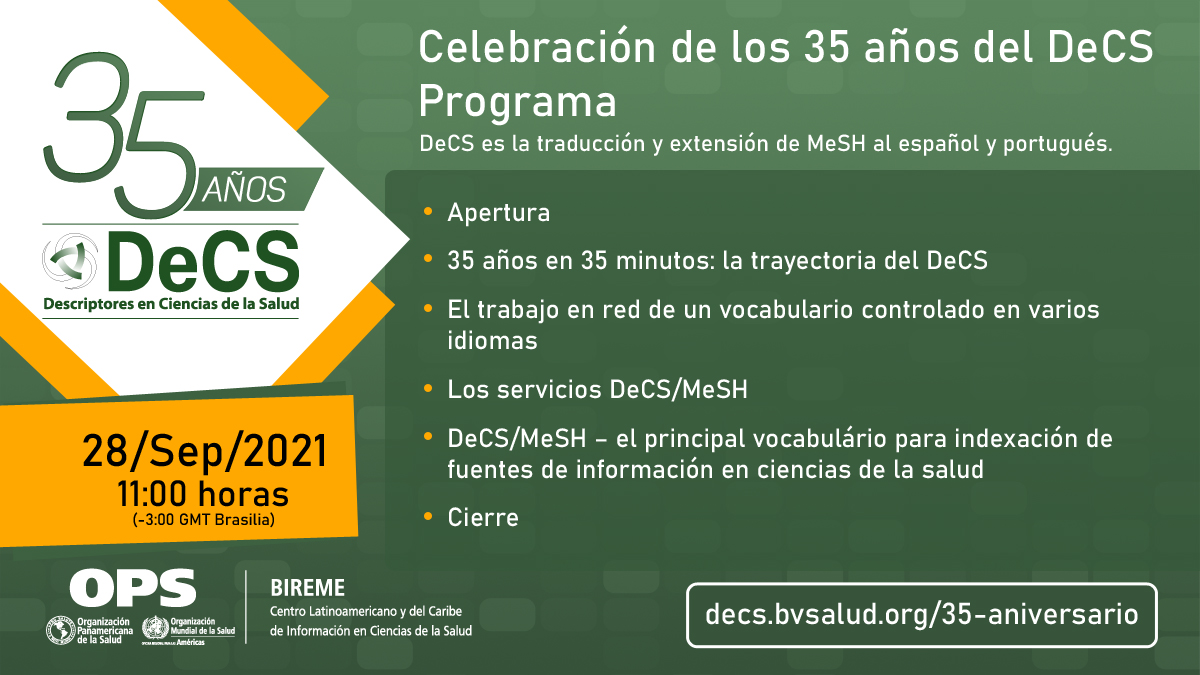 35
AÑOS
DeCS
Descriptores en Ciencias de la Salud
28/Sep/2021
11:00 horas
(-3:00 GMT Brasilia)
Celebración de los 35 años del DeCS
Programa
DeCS es la traducción y extensión de MeSH al español y portugués.
• Apertura
• 35 años en 35 minutos: la trayectoria del DeCS
• El trabajo en red de un vocabulario controlado en varios
idiomas
• Los servicios DeCS/MeSH
• DeCS/MeSH – el principal vocabulário para indexación de
fuentes de información en ciencias de la salud
• Cierre
OPS
Organización
Panamericana
de la Salud
Organización
Mundial de la Salud
OFICINA REGIONAL PARA LAS Américas
BIREME
Centro Latinoamericano y del Caribe
de Información en Ciencias de la Salud
decs.bvsalud.org/35-aniversario